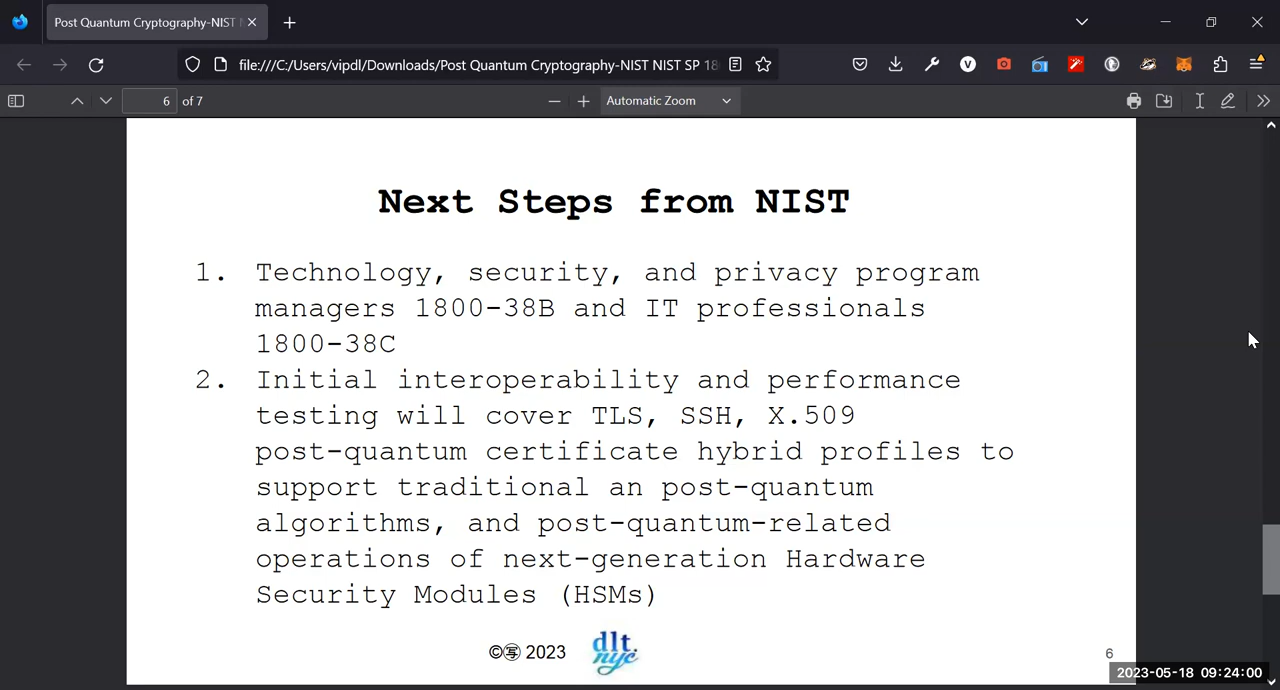 Post Quantum Cryptography-NIST N
file:///C:/Users/vipdl/Downloads/Post Quantum Cryptography-NIST NIST SP 18
6 of 7
Automatic Zoom
Next Steps from NIST
1. Technology, security, and privacy program
managers 1800-38B and IT professionals
1800-38C
2. Initial interoperability and performance
testing will cover TLS, SSH, X.509
post-quantum certificate hybrid profiles to
support traditional an post-quantum
algorithms, and post-quantum-related
operations of next-generation Hardware
Security Modules (HSMs)
©㊢ 2023
dlt.
nyc
6
2023-05-18 09:24:00